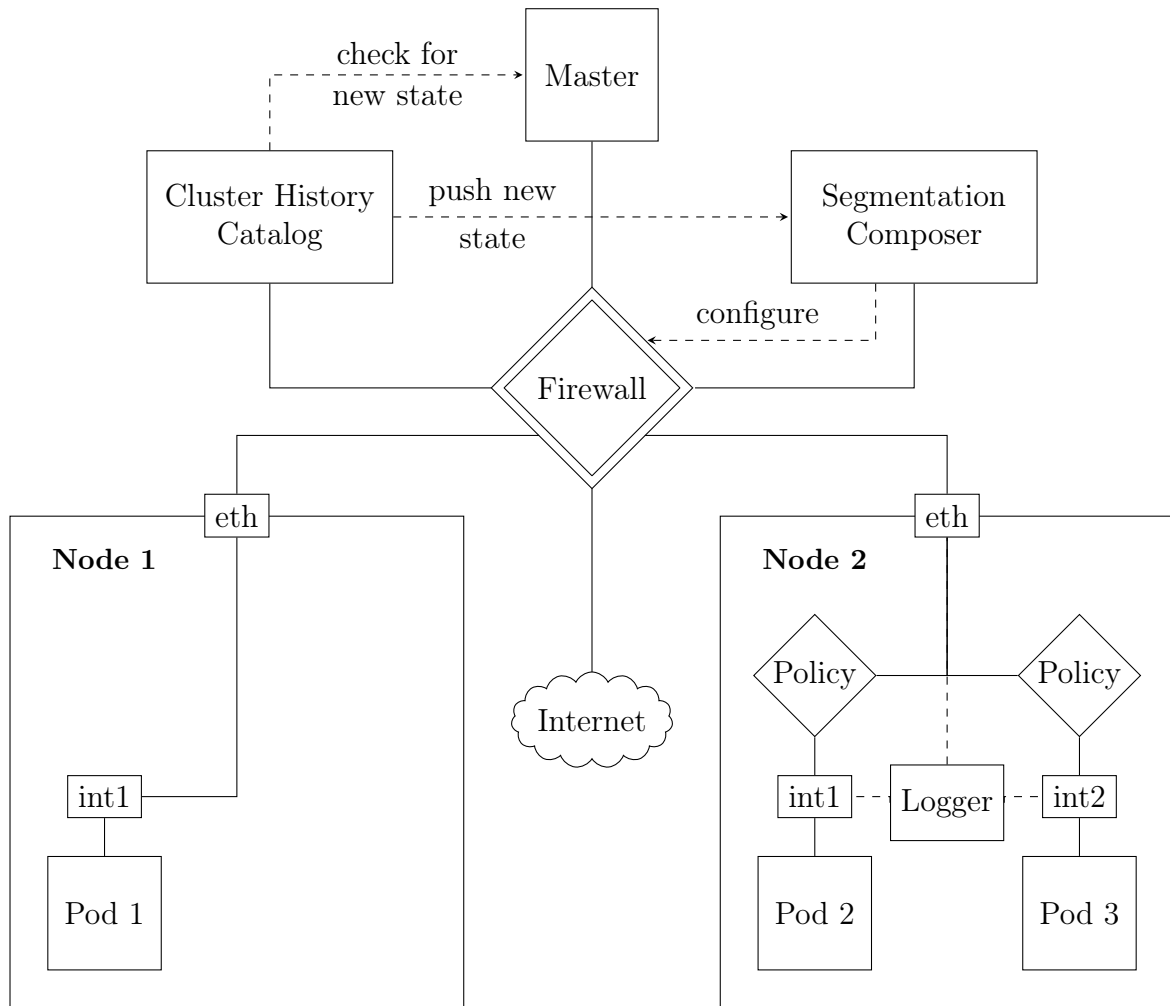 check for
new state
Master
Cluster History
Catalog
push new
state
Segmentation
Composer
configure
Firewall
eth
eth
Node 1
Node 2
Policy
Policy
Internet
int1
int1
Logger
int2
Pod 1
Pod 2
Pod 3